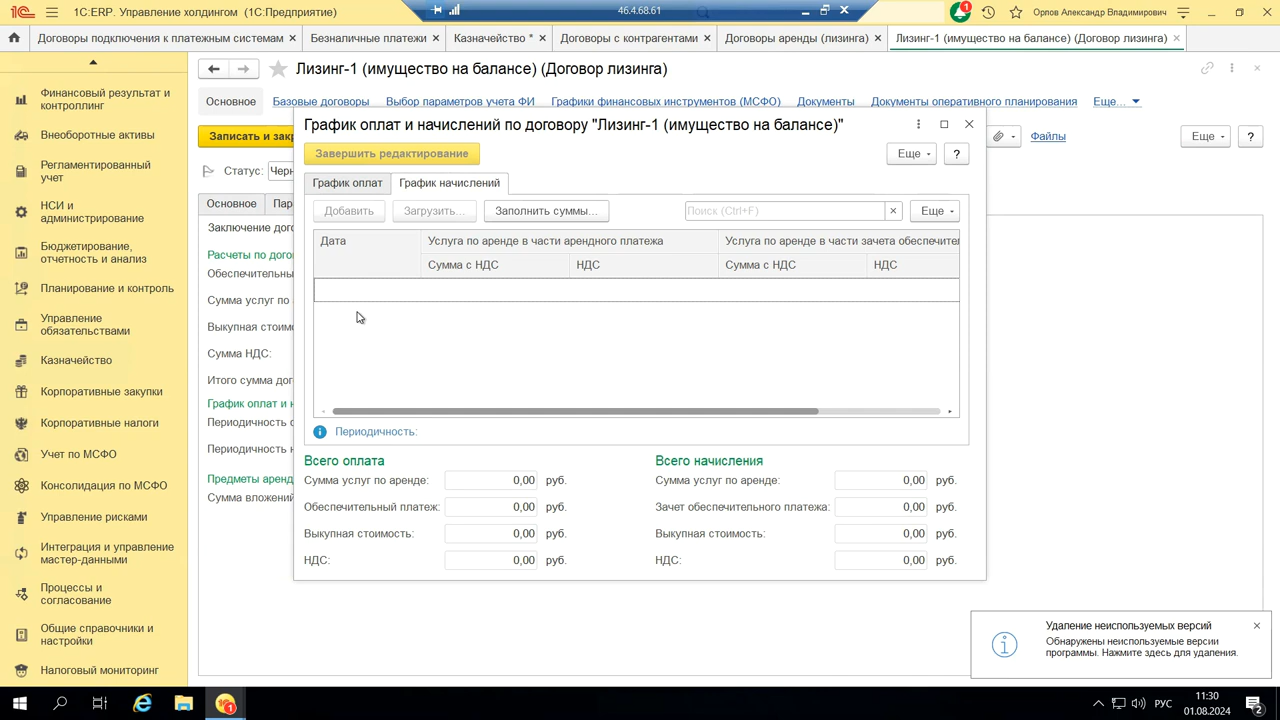 1С:ERP. Управление холдингом (1С:Предприятие)
46.4.68.61
1
Орлов Александр Владимирович
Договоры подключения к платежным системам
Безналичные платежи
Казначейство *
Договоры с контрагентами
Договоры аренды (лизинга)
Лизинг-1 (имущество на балансе) (Договор лизинга)
Финансовый результат и
контроллинг
Внеоборотные активы
Регламентированный
учет
НСИ и
администрирование
Бюджетирование,
отчетность и анализ
Планирование и контроль
Управление
обязательствами
Казначейство
Корпоративные закупки
Корпоративные налоги
Учет по МСФО
Консолидация по МСФО
Управление рисками
Интеграция и управление
мастер-данными
Процессы и
согласование
Общие справочники и
настройки
Налоговый мониторинг
Лизинг-1 (имущество на балансе) (Договор лизинга)
Основное
Базовые договоры
Выбор параметров учета ФИ
Графики финансовых инструментов (МСФО)
Документы
Документы оперативного планирования
Еще...
Записать и закр
Файлы
Еще
?
Статус:
Черн
Основное
Пар
Заключение дого
Расчеты по дого
Обеспечительны
Сумма услуг по
Выкупная стоимость
Сумма НДС:
Итого сумма дог
График оплат и н
Периодичность о
Периодичность н
Предметы аренд
Сумма вложений
График оплат и начислений по договору "Лизинг-1 (имущество на балансе)"
Завершить редактирование
Еще
?
График оплат
График начислений
Добавить
Загрузить...
Заполнить суммы...
Поиск (Ctrl+F)
Еще
Дата
Услуга по аренде в части арендного платежа
Услуга по аренде в части зачета обеспечител
Сумма с НДС
НДС
Сумма с НДС
НДС
Периодичность:
Всего оплата
Сумма услуг по аренде: 0,00 руб.
Обеспечительный платеж: 0,00 руб.
Выкупная стоимость: 0,00 руб.
НДС: 0,00 руб.
Всего начисления
Сумма услуг по аренде: 0,00 руб.
Зачет обеспечительного платежа: 0,00 руб.
Выкупная стоимость: 0,00 руб.
НДС: 0,00 руб.
Удаление неиспользуемых версий
Обнаружены неиспользуемые версии
программы. Нажмите здесь для удаления.
1
РУС
11:30
01.08.2024
2